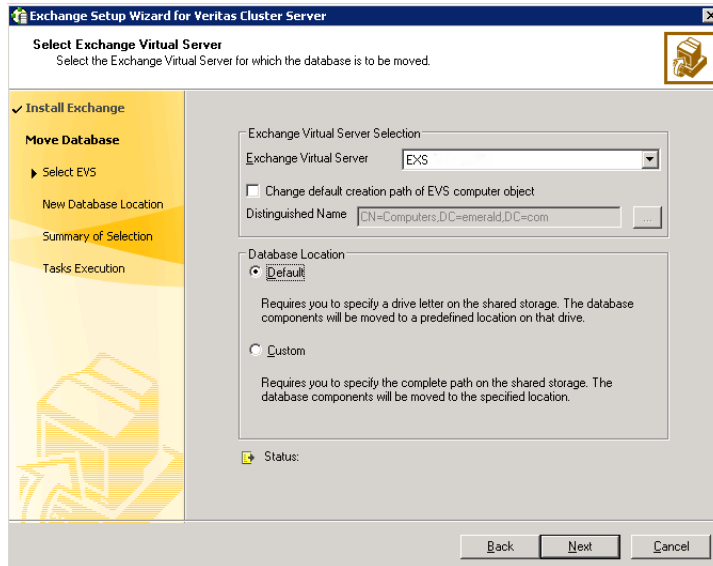 Exchange Setup Wizard for Veritas Cluster Server
Select Exchange Virtual Server
Select the Exchange Virtual Server for which the database is to be moved.
Install Exchange
Move Database
Select EVS
New Database Location
Summary of Selection
Tasks Execution
Exchange Virtual Server Selection
Exchange Virtual Server
EXS
Change default creation path of EVS computer object
Distinguished Name
CN=Computers,DC=emerald,DC=com
...
Database Location
Default
Requires you to specify a drive letter on the shared storage. The database
components will be moved to a predefined location on that drive.
Custom
Requires you to specify the complete path on the shared storage. The
database components will be moved to the specified location.
Status:
Back
Next
Cancel